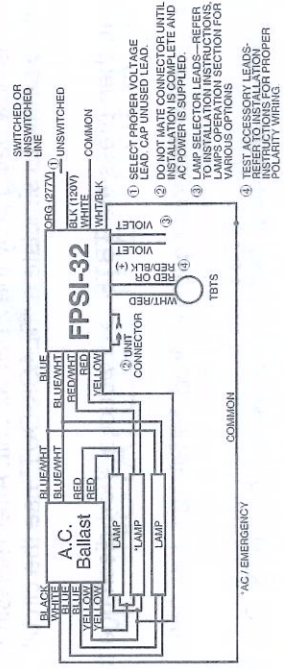 SWITCHED OR
UNSWITCHED
LINE
① UNSWITCHED
COMMON
ORG (277V)
BLK (120V)
WHITE
WHT/BLK
FPSI-32
BLUE
BLUE/WHT
RED/WHT
RED
YELLOW
VIOLET
VIOLET
③
RED OR
RED/BLK (+)
WHT/RED
④
TBTS
② UNIT
CONNECTOR
BLUE/WHT
BLUE/WHT
RED
RED
A.C.
Ballast
BLACK
WHITE
BLUE
BLUE
YELLOW
YELLOW
LAMP
*LAMP
LAMP
COMMON
*AC / EMERGENCY
① SELECT PROPER VOLTAGE
LEAD CAP UNUSED LEAD.
② DO NOT MATE CONNECTOR UNTIL
INSTALLATION IS COMPLETE AND
AC POWER IS SUPPLIED.
③ LAMP SELECTOR LEADS—REFER
TO INSTALLATION INSTRUCTIONS,
LAMPS OPERATION SECTION FOR
VARIOUS OPTIONS
④ TEST ACCESSORY LEADS-
REFER TO INSTALLATION
INSTRUCTIONS FOR PROPER
POLARITY WIRING